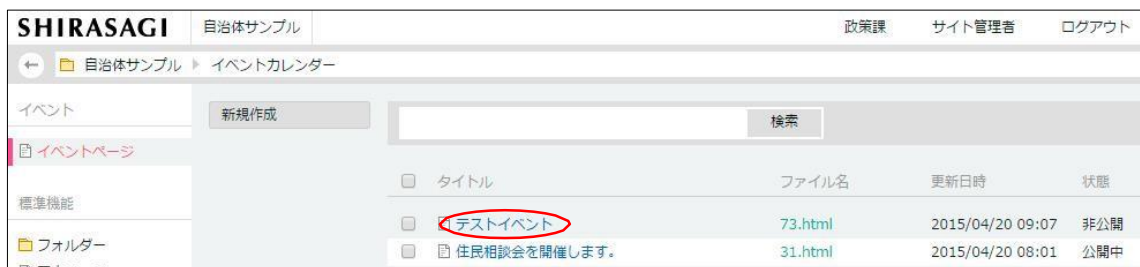 SHIRASAGI 自治体サンプル 政策課 サイト管理者 ログアウト
← 自治体サンプル イベントカレンダー
イベント
新規作成
検索
イベントページ
タイトル ファイル名 更新日時 状態
標準機能
テストイベント 73.html 2015/04/20 09:07 非公開
フォルダー
住民相談会を開催します。 31.html 2015/04/20 08:01 公開中